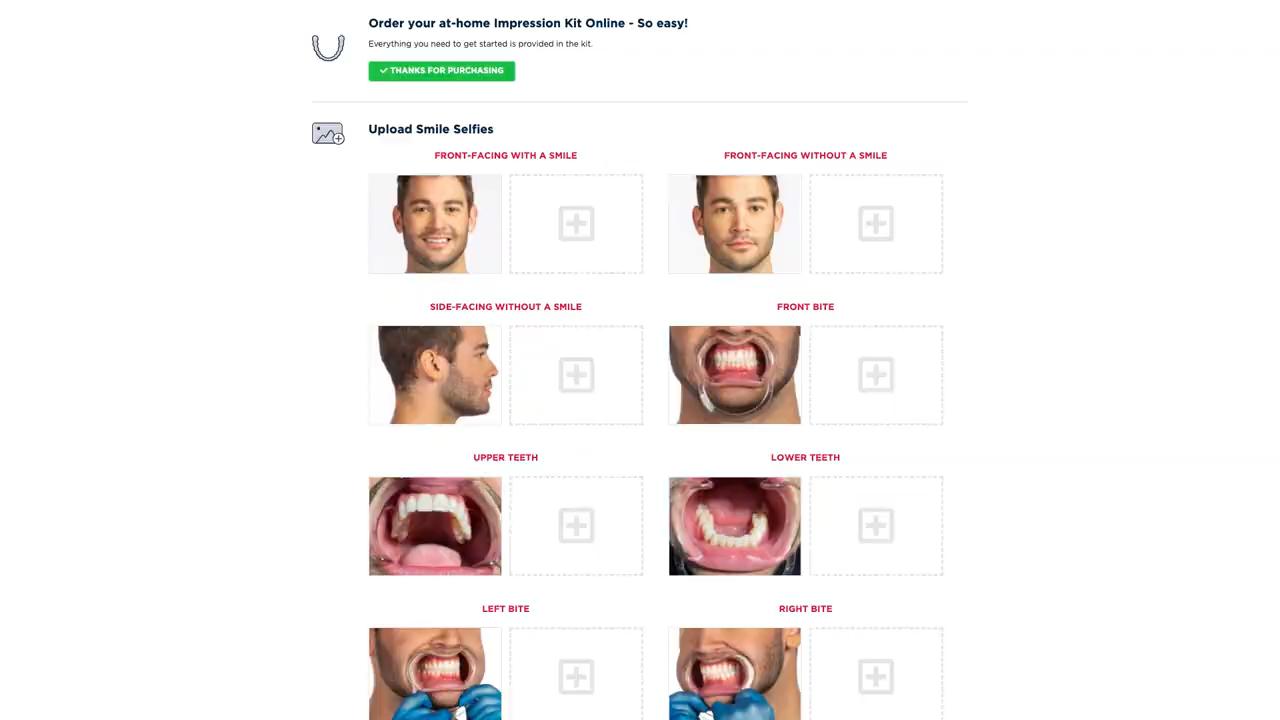 Order your at-home Impression Kit Online - So easy!
Everything you need to get started is provided in the kit.
THANKS FOR PURCHASING
Upload Smile Selfies
FRONT-FACING WITH A SMILE
FRONT-FACING WITHOUT A SMILE
SIDE-FACING WITHOUT A SMILE
FRONT BITE
UPPER TEETH
LOWER TEETH
LEFT BITE
RIGHT BITE